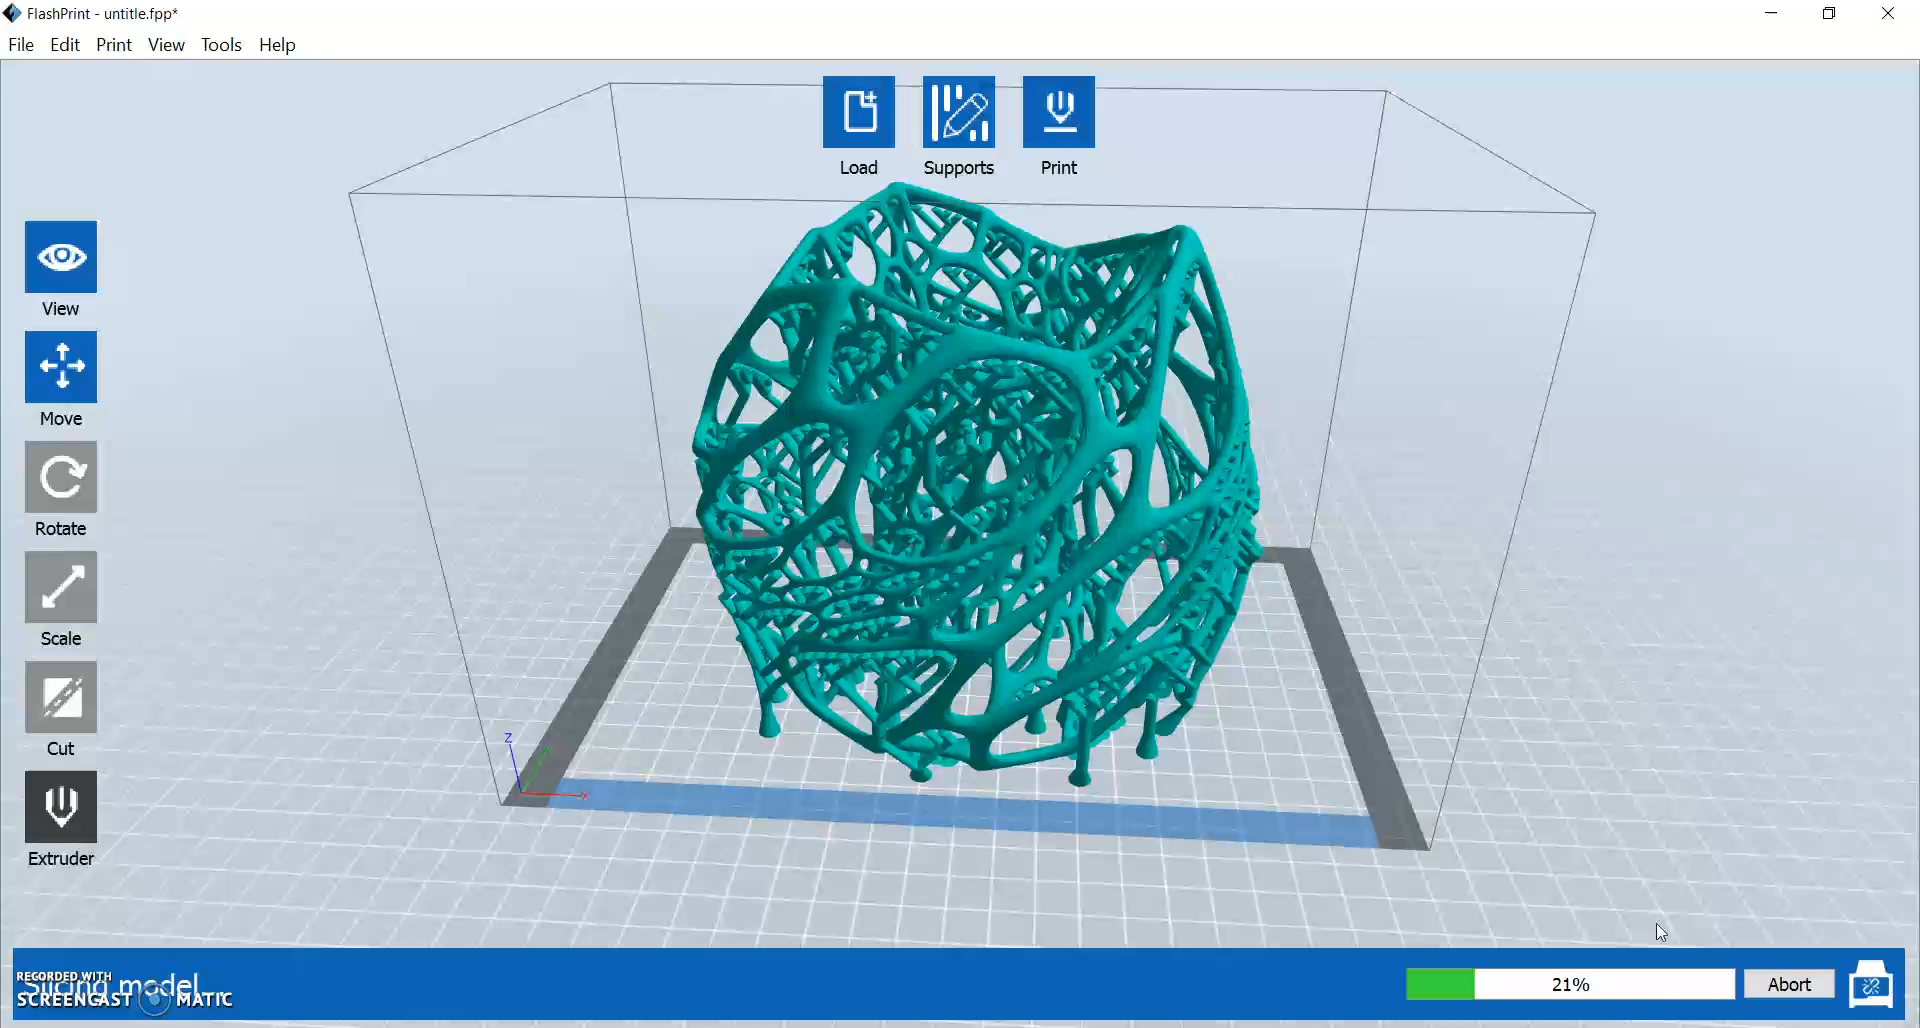 FlashPrint - untitle.fpp*
File Edit Print View Tools Help
Load Supports Print
View
Move
Rotate
Scale
Cut
Extruder
Z
X
Slicing model...
RECORDED WITH
SCREENCAST MATIC
21%
Abort